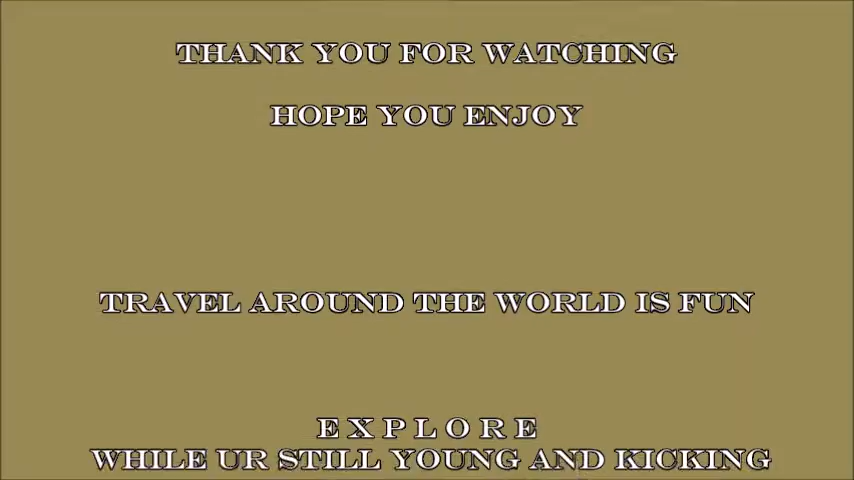 THANK YOU FOR WATCHING
HOPE YOU ENJOY
TRAVEL AROUND THE WORLD IS FUN
E X P L O R E
WHILE UR STILL YOUNG AND KICKING